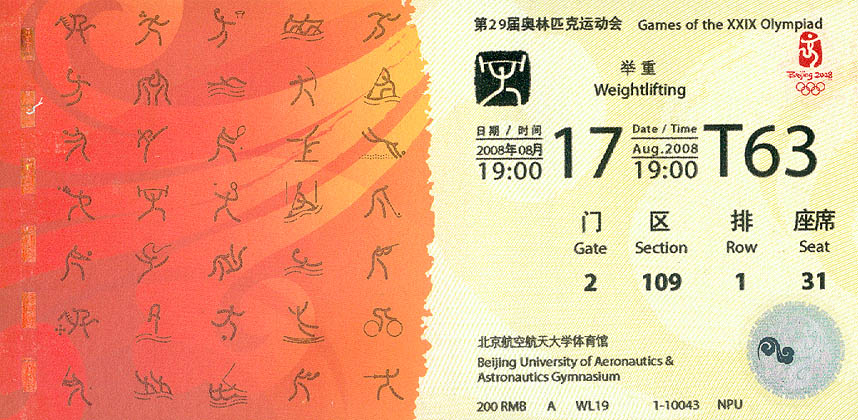 第29届奥林匹克运动会 Games of the XXIX Olympiad
Beijing 2008
举重
Weightlifting
日期 / 时间
2008年08月
19:00
17
Date / Time
Aug.2008
19:00
T63
门 区 排 座席
Gate Section Row Seat
2 109 1 31
北京航空航天大学体育馆
Beijing University of Aeronautics &
Astronautics Gymnasium
200 RMB A WL19 1-10043 NPU